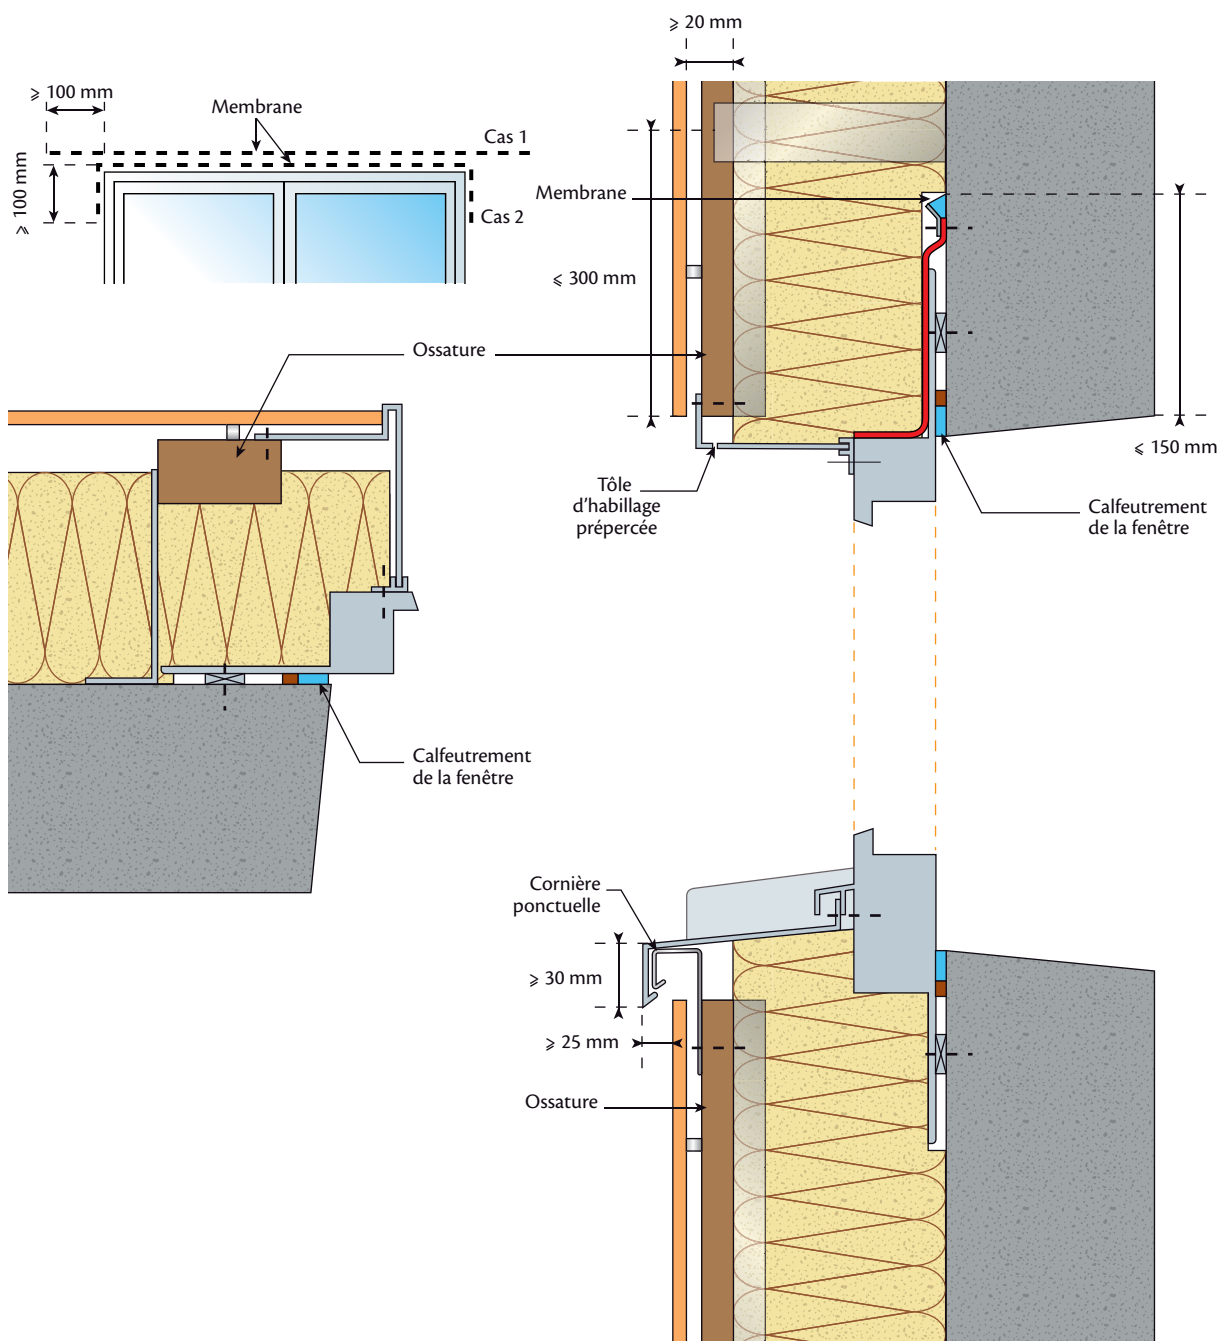 ⩾ 20 mm
⩾ 100 mm
Membrane
Cas 1
⩾ 100 mm
Cas 2
Membrane
⩽ 300 mm
Ossature
⩽ 150 mm
Tôle
d'habillage
prépercée
Calfeutrement
de la fenêtre
Calfeutrement
de la fenêtre
Cornière
ponctuelle
⩾ 30 mm
⩾ 25 mm
Ossature